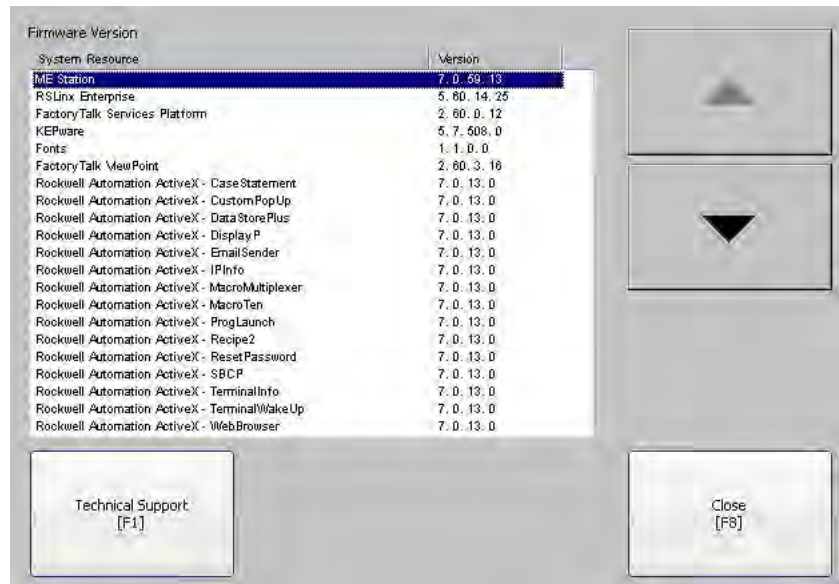 Firmware Version
System Resource Version
ME Station 7. 0. 59. 13
RSLinx Enterprise 5. 60. 14. 25
FactoryTalk Services Platform 2. 60. 0. 12
KEPware 5. 7. 508. 0
Fonts 1. 1. 0. 0
FactoryTalk ViewPoint 2. 60. 3. 16
Rockwell Automation ActiveX - CaseStatement 7. 0. 13. 0
Rockwell Automation ActiveX - CustomPopUp 7. 0. 13. 0
Rockwell Automation ActiveX - DataStorePlus 7. 0. 13. 0
Rockwell Automation ActiveX - DisplayP 7. 0. 13. 0
Rockwell Automation ActiveX - EmailSender 7. 0. 13. 0
Rockwell Automation ActiveX - IPInfo 7. 0. 13. 0
Rockwell Automation ActiveX - MacroMultiplexer 7. 0. 13. 0
Rockwell Automation ActiveX - MacroTen 7. 0. 13. 0
Rockwell Automation ActiveX - ProgLaunch 7. 0. 13. 0
Rockwell Automation ActiveX - Recipe2 7. 0. 13. 0
Rockwell Automation ActiveX - ResetPassword 7. 0. 13. 0
Rockwell Automation ActiveX - SBCP 7. 0. 13. 0
Rockwell Automation ActiveX - TerminalInfo 7. 0. 13. 0
Rockwell Automation ActiveX - TerminalWakeUp 7. 0. 13. 0
Rockwell Automation ActiveX - WebBrowser 7. 0. 13. 0
Technical Support
[F1]
Close
[F8]